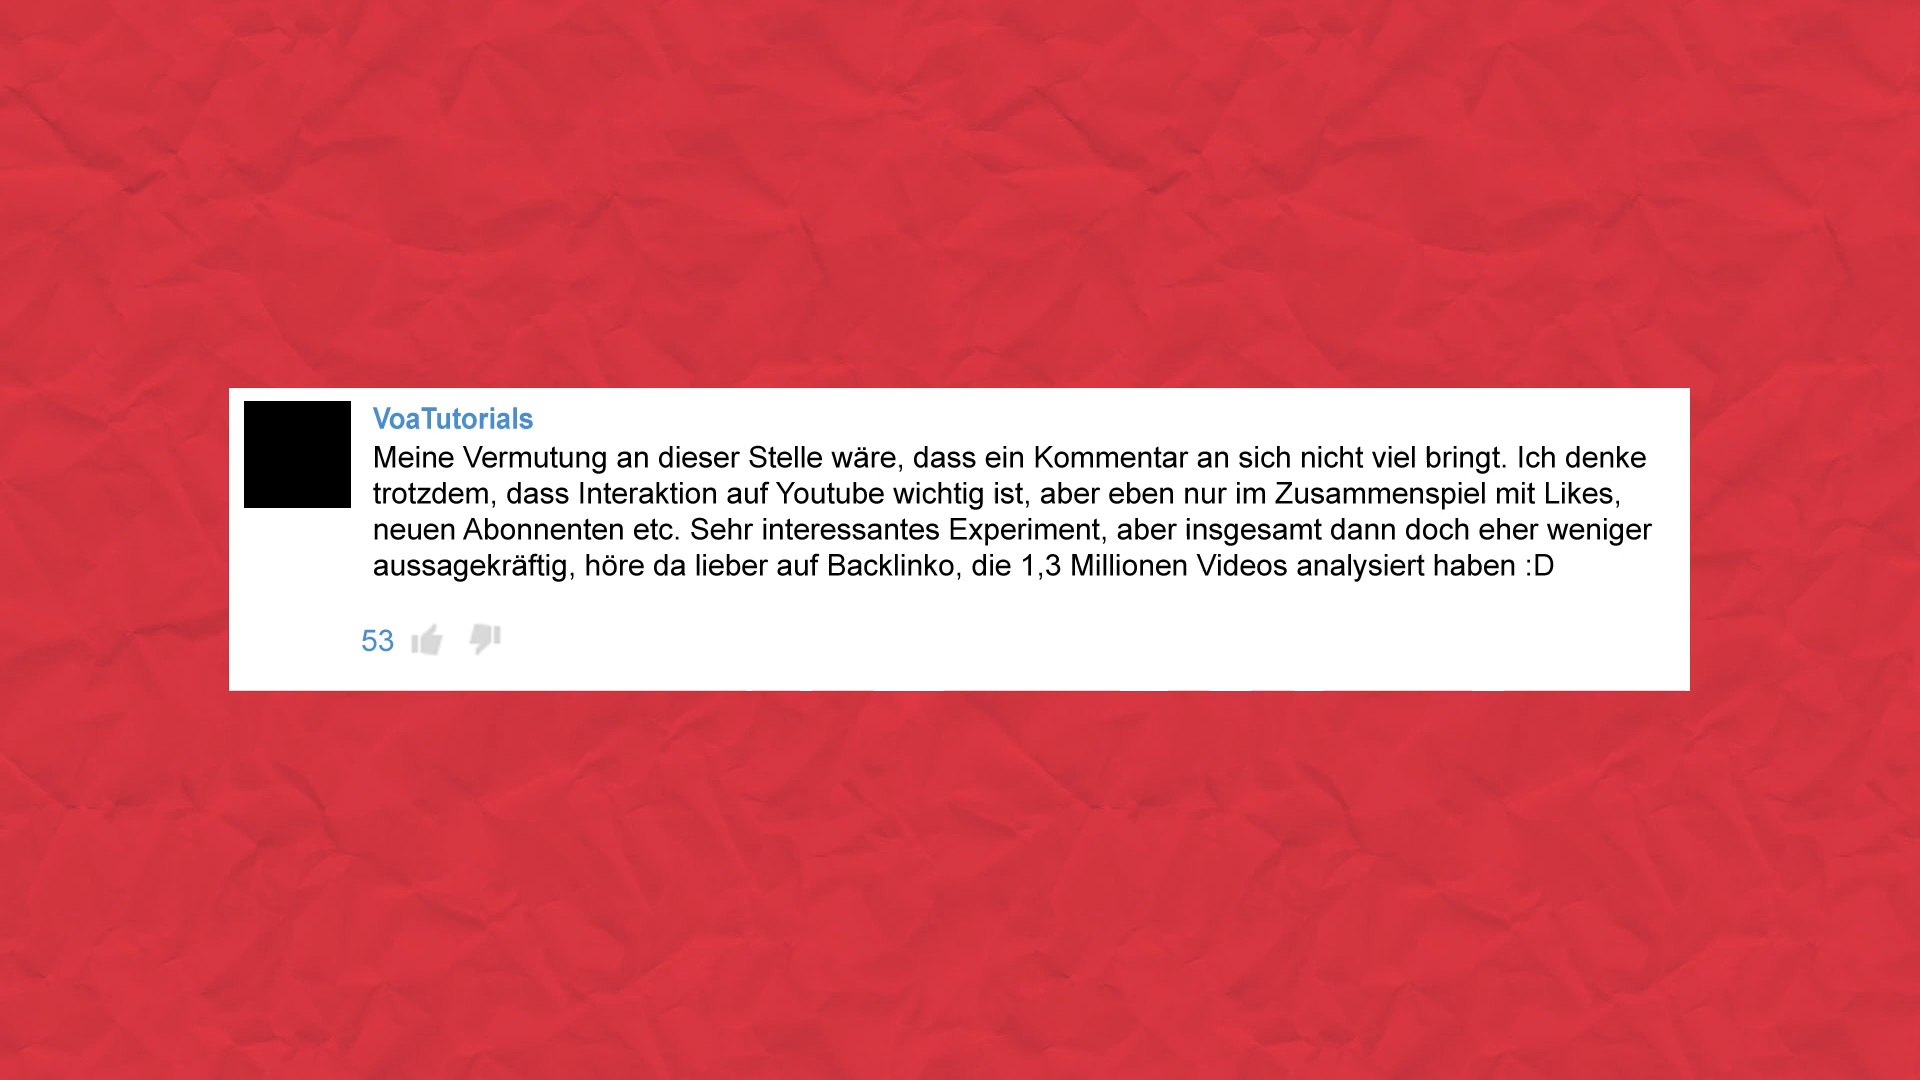 VoaTutorials
Meine Vermutung an dieser Stelle wäre, dass ein Kommentar an sich nicht viel bringt. Ich denke
trotzdem, dass Interaktion auf Youtube wichtig ist, aber eben nur im Zusammenspiel mit Likes,
neuen Abonnenten etc. Sehr interessantes Experiment, aber insgesamt dann doch eher weniger
aussagekräftig, höre da lieber auf Backlinko, die 1,3 Millionen Videos analysiert haben :D
53